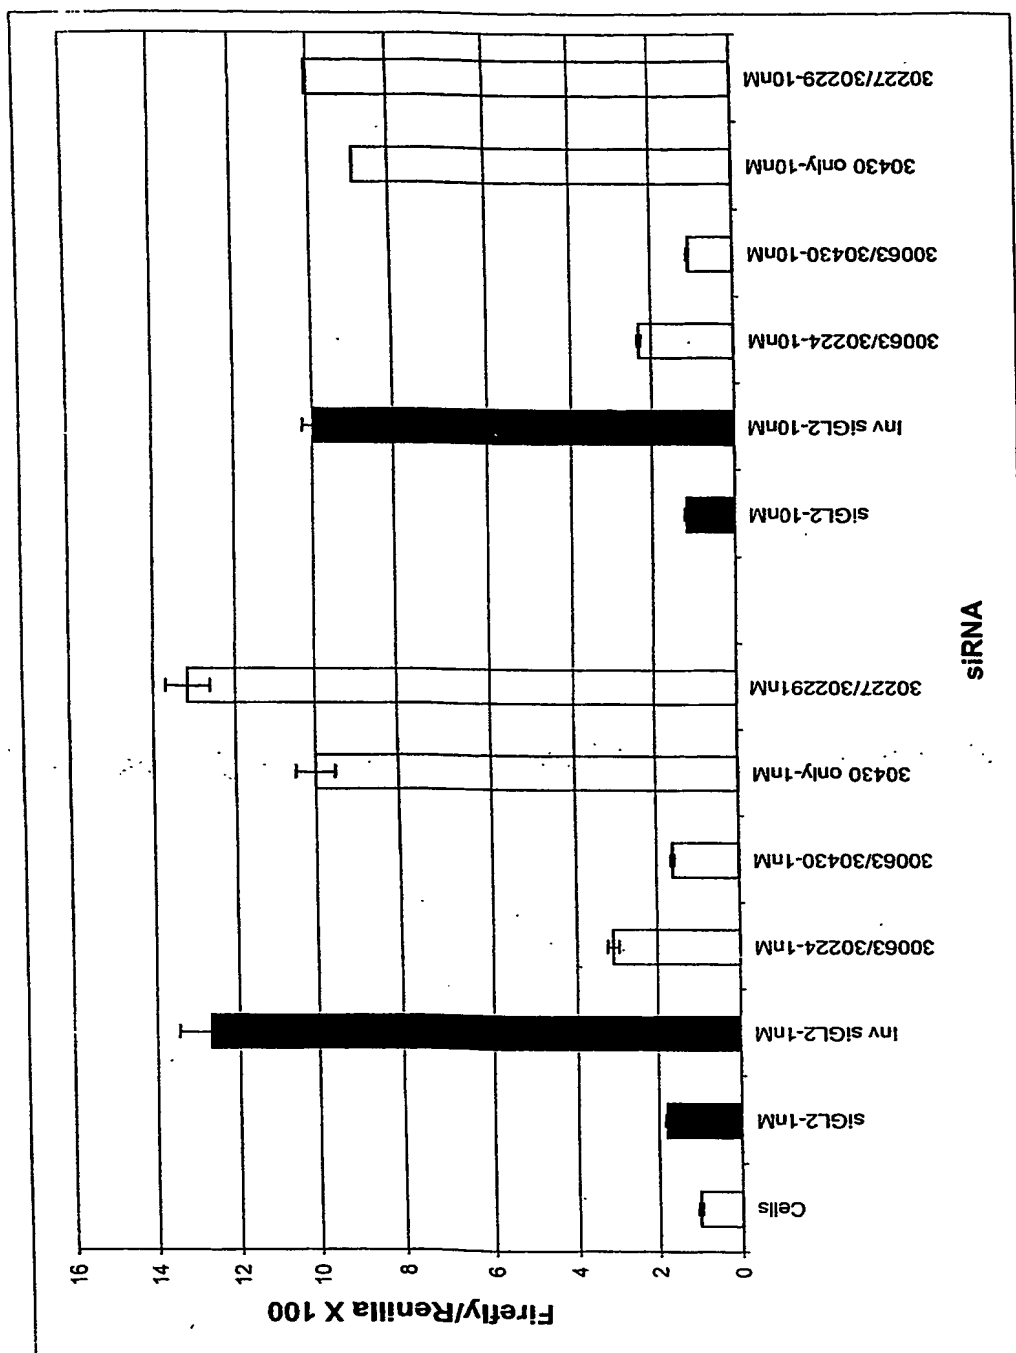 Firefly/Renilla X 100
16
14
12
10
8
6
4
2
0
Cells
siGL2-1nM
Inv siGL2-1nM
30063/30224-1nM
30063/30430-1nM
30430 only-1nM
30227/302291nM
siGL2-10nM
Inv siGL2-10nM
30063/30224-10nM
30063/30430-10nM
30430 only-10nM
30227/30229-10nM
siRNA